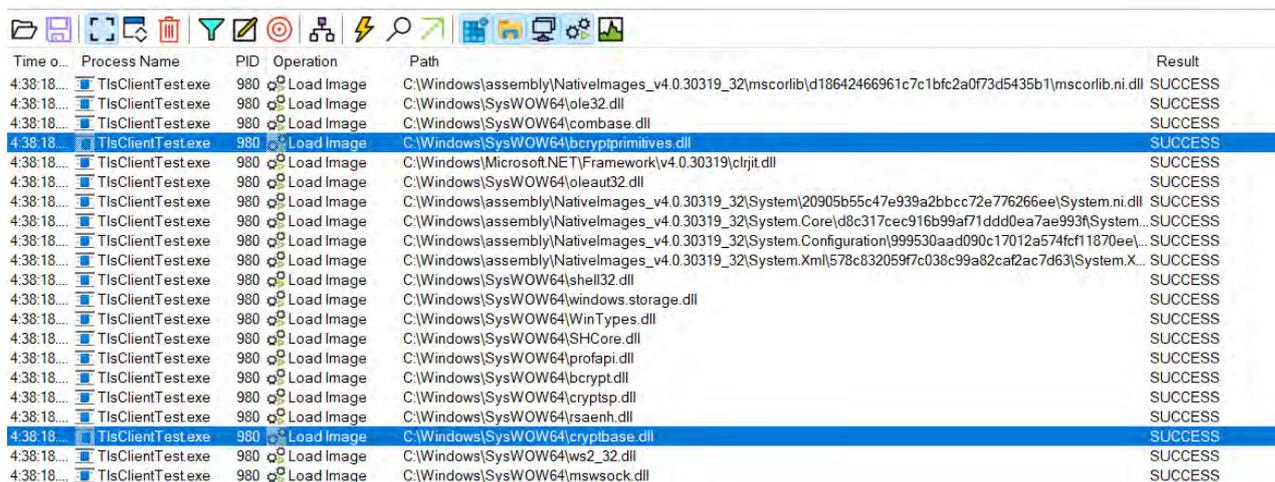 Time o... Process Name PID Operation Path Result
4:38:18.... TlsClientTest.exe 980 Load Image C:\Windows\assembly\NativeImages_v4.0.30319_32\mscorlib\d18642466961c7c1bfc2a0f73d5435b1\mscorlib.ni.dll SUCCESS
4:38:18.... TlsClientTest.exe 980 Load Image C:\Windows\SysWOW64\ole32.dll SUCCESS
4:38:18.... TlsClientTest.exe 980 Load Image C:\Windows\SysWOW64\combase.dll SUCCESS
4:38:18.... TlsClientTest.exe 980 Load Image C:\Windows\SysWOW64\bcryptprimitives.dll SUCCESS
4:38:18.... TlsClientTest.exe 980 Load Image C:\Windows\Microsoft.NET\Framework\v4.0.30319\clrjit.dll SUCCESS
4:38:18.... TlsClientTest.exe 980 Load Image C:\Windows\SysWOW64\oleaut32.dll SUCCESS
4:38:18.... TlsClientTest.exe 980 Load Image C:\Windows\assembly\NativeImages_v4.0.30319_32\System\20905b55c47e939a2bbcc72e776266ee\System.ni.dll SUCCESS
4:38:18.... TlsClientTest.exe 980 Load Image C:\Windows\assembly\NativeImages_v4.0.30319_32\System.Core\d8c317cec916b99af71ddd0ea7ae993f\System... SUCCESS
4:38:18.... TlsClientTest.exe 980 Load Image C:\Windows\assembly\NativeImages_v4.0.30319_32\System.Configuration\999530aad090c17012a574fcf11870ee\... SUCCESS
4:38:18.... TlsClientTest.exe 980 Load Image C:\Windows\assembly\NativeImages_v4.0.30319_32\System.Xml\578c832059f7c038c99a82caf2ac7d63\System.X... SUCCESS
4:38:18.... TlsClientTest.exe 980 Load Image C:\Windows\SysWOW64\shell32.dll SUCCESS
4:38:18.... TlsClientTest.exe 980 Load Image C:\Windows\SysWOW64\windows.storage.dll SUCCESS
4:38:18.... TlsClientTest.exe 980 Load Image C:\Windows\SysWOW64\WinTypes.dll SUCCESS
4:38:18.... TlsClientTest.exe 980 Load Image C:\Windows\SysWOW64\SHCore.dll SUCCESS
4:38:18.... TlsClientTest.exe 980 Load Image C:\Windows\SysWOW64\profapi.dll SUCCESS
4:38:18.... TlsClientTest.exe 980 Load Image C:\Windows\SysWOW64\bcrypt.dll SUCCESS
4:38:18.... TlsClientTest.exe 980 Load Image C:\Windows\SysWOW64\cryptsp.dll SUCCESS
4:38:18.... TlsClientTest.exe 980 Load Image C:\Windows\SysWOW64\rsaenh.dll SUCCESS
4:38:18.... TlsClientTest.exe 980 Load Image C:\Windows\SysWOW64\cryptbase.dll SUCCESS
4:38:18.... TlsClientTest.exe 980 Load Image C:\Windows\SysWOW64\ws2_32.dll SUCCESS
4:38:18.... TlsClientTest.exe 980 Load Image C:\Windows\SysWOW64\mswsock.dll SUCCESS